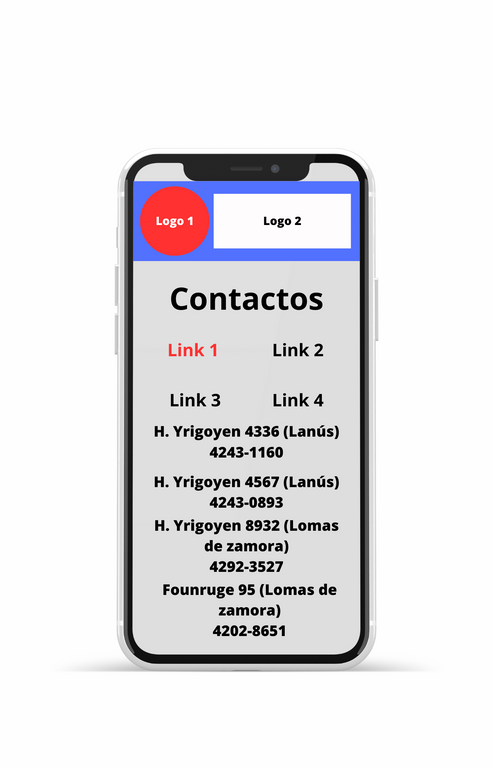 Logo 1 Logo 2
Contactos
Link 1 Link 2
Link 3 Link 4
H. Yrigoyen 4336 (Lanús)
4243-1160
H. Yrigoyen 4567 (Lanús)
4243-0893
H. Yrigoyen 8932 (Lomas
de zamora)
4292-3527
Founruge 95 (Lomas de
zamora)
4202-8651